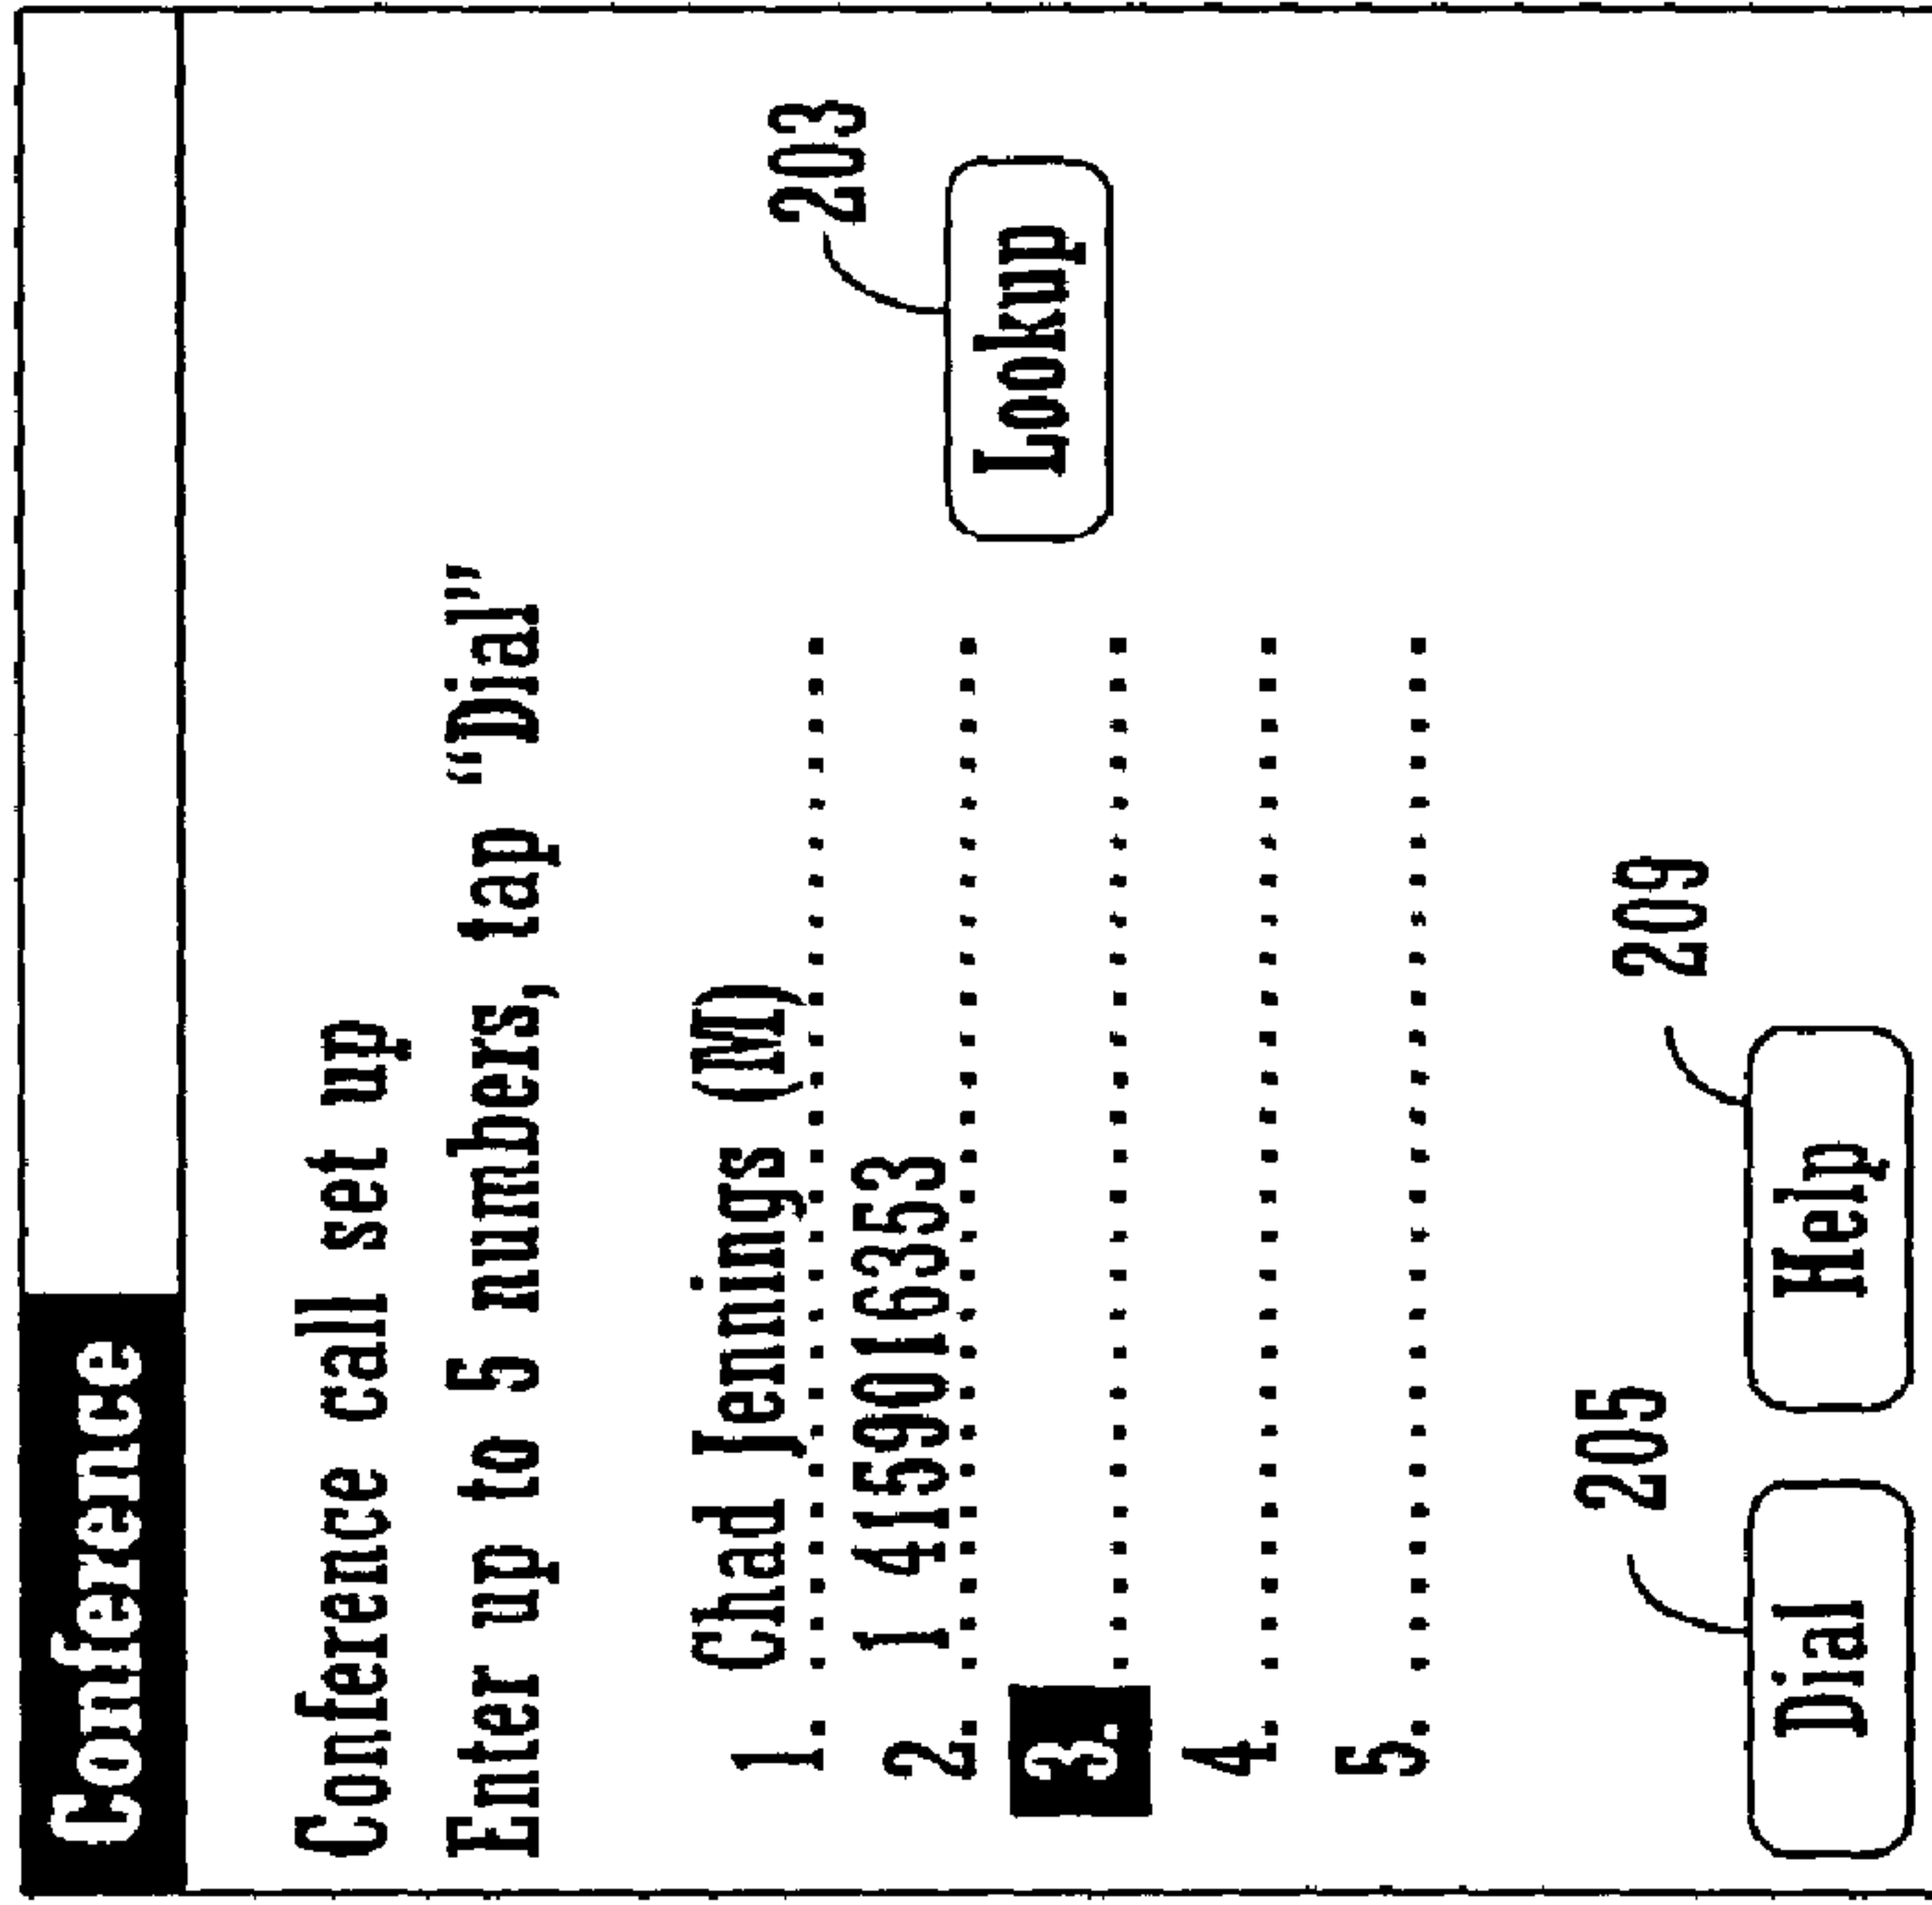 Conference
Conference call set up
Enter up to 5 numbers, tap “Dial”
1. Chad Jennings (M)
203
2. 1 4159016353
Lookup
3.
4.
5.
205
209
Dial
Help